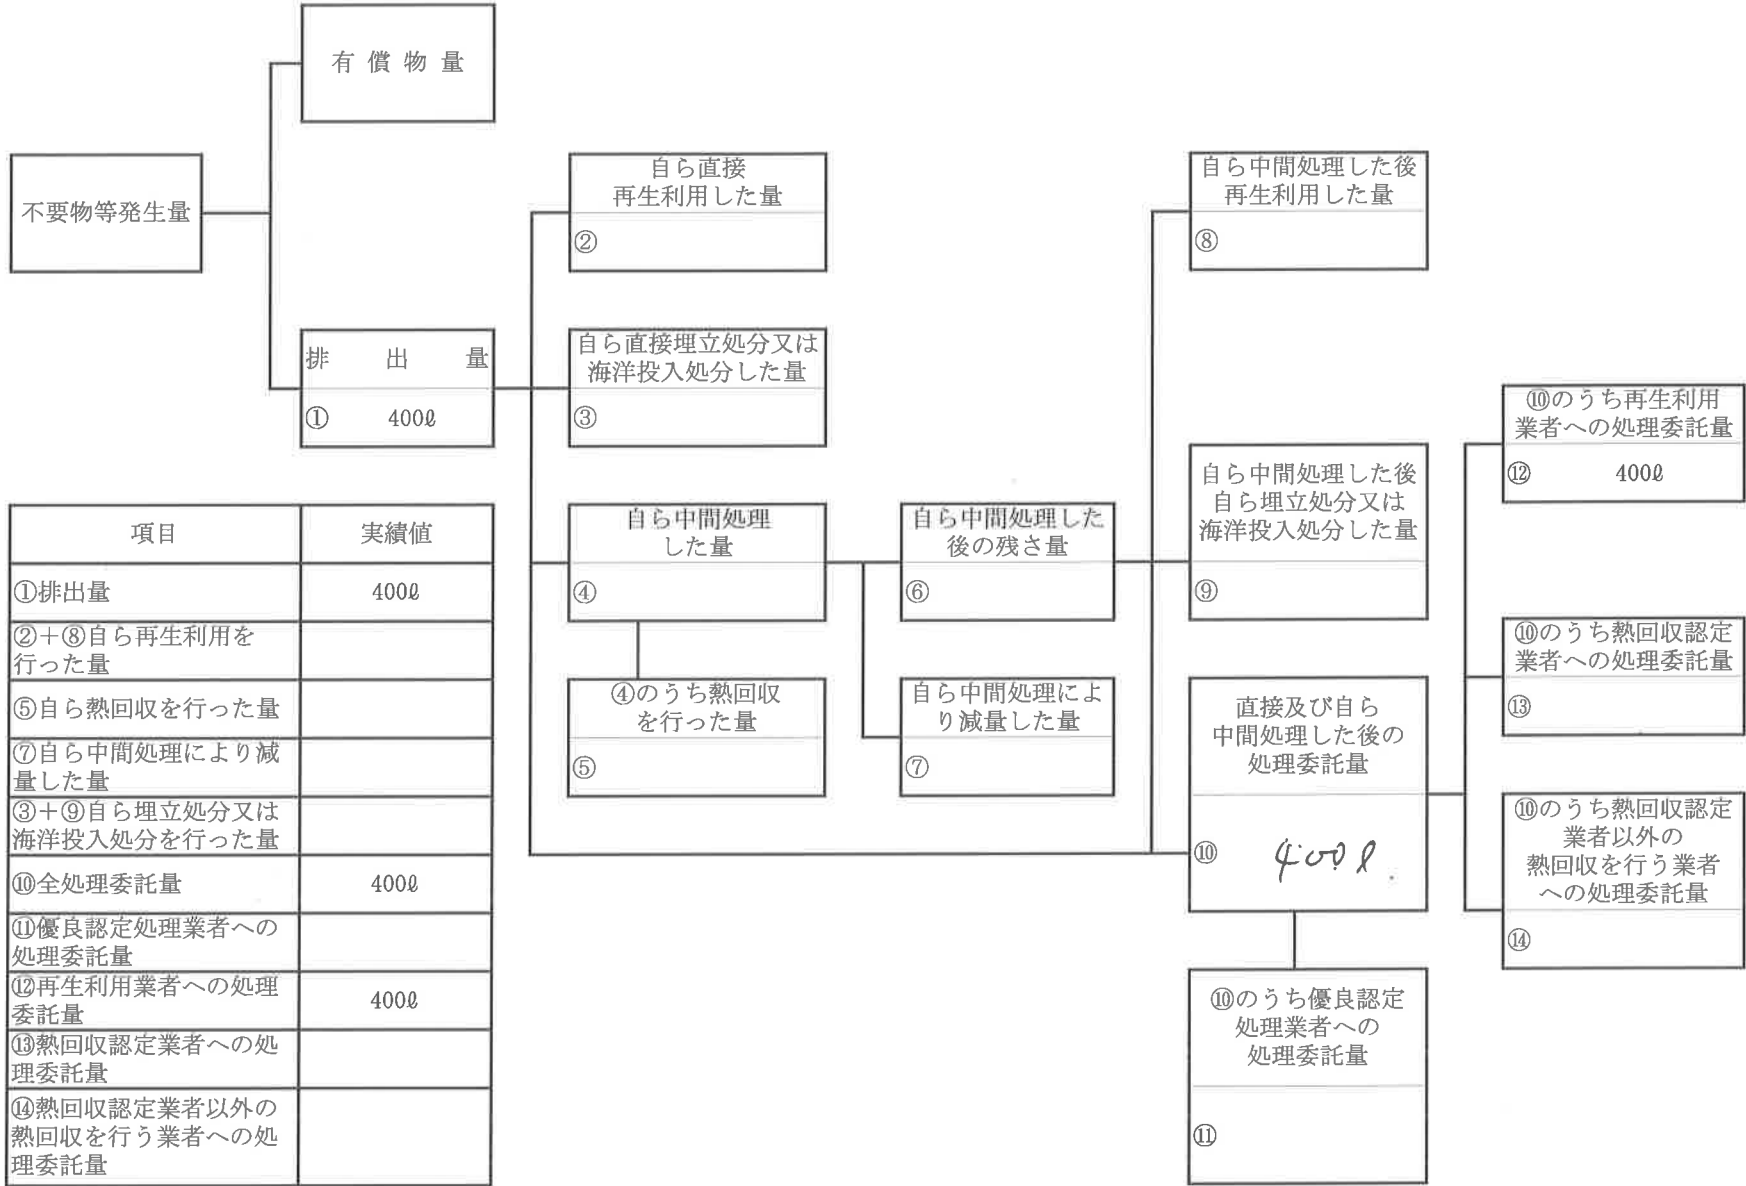 有償物量
不要物等発生量
排出量
① 400ℓ
自ら直接
再生利用した量
②
自ら直接埋立処分又は
海洋投入処分した量
③
自ら中間処理
した量
④
④のうち熱回収
を行った量
⑤
自ら中間処理した
後の残さ量
⑥
自ら中間処理によ
り減量した量
⑦
自ら中間処理した後
再生利用した量
⑧
自ら中間処理した後
自ら埋立処分又は
海洋投入処分した量
⑨
直接及び自ら
中間処理した後の
処理委託量
⑩ 400ℓ
⑩のうち優良認定
処理業者への
処理委託量
⑪
⑩のうち再生利用
業者への処理委託量
⑫ 400ℓ
⑩のうち熱回収認定
業者への処理委託量
⑬
⑩のうち熱回収認定
業者以外の
熱回収を行う業者
への処理委託量
⑭
項目 実績値
①排出量 400ℓ
②+⑧自ら再生利用を
行った量
⑤自ら熱回収を行った量
⑦自ら中間処理により減
量した量
③+⑨自ら埋立処分又は
海洋投入処分を行った量
⑩全処理委託量 400ℓ
⑪優良認定処理業者への
処理委託量
⑫再生利用業者への処理
委託量 400ℓ
⑬熱回収認定業者への処
理委託量
⑭熱回収認定業者以外の
熱回収を行う業者への処
理委託量